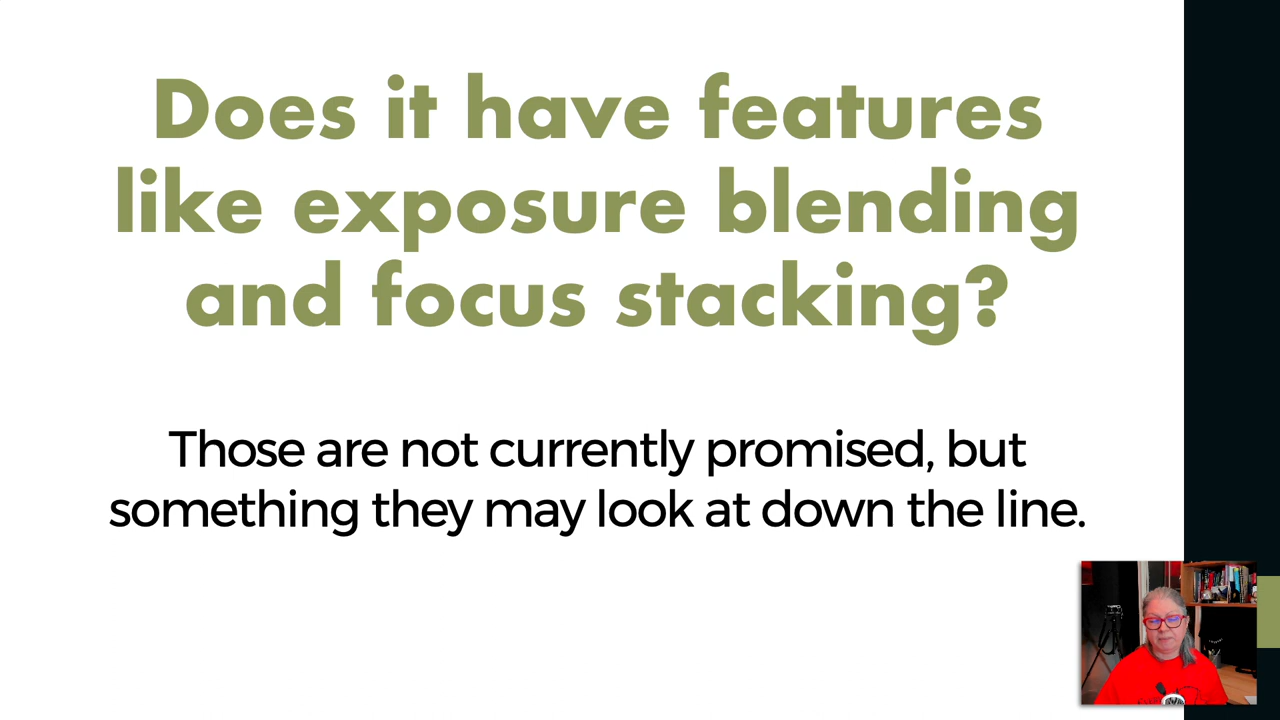 Does it have features
like exposure blending
and focus stacking?
Those are not currently promised, but
something they may look at down the line.